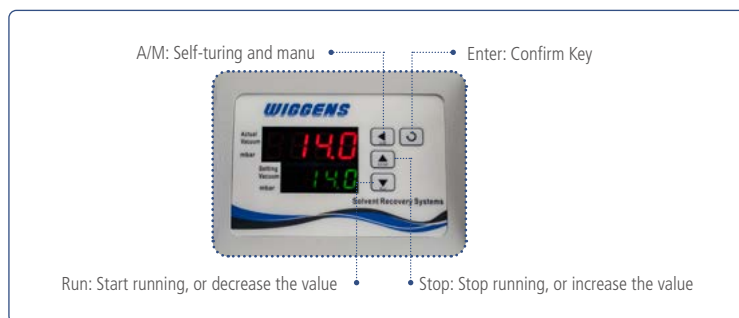 A/M: Self-turing and manu
Enter: Confirm Key
WIGGENS
Actual
Vacuum
mbar
14.0
Setting
Vacuum
mbar
14.0
Solvent Recovery Systems
Run: Start running, or decrease the value
Stop: Stop running, or increase the value